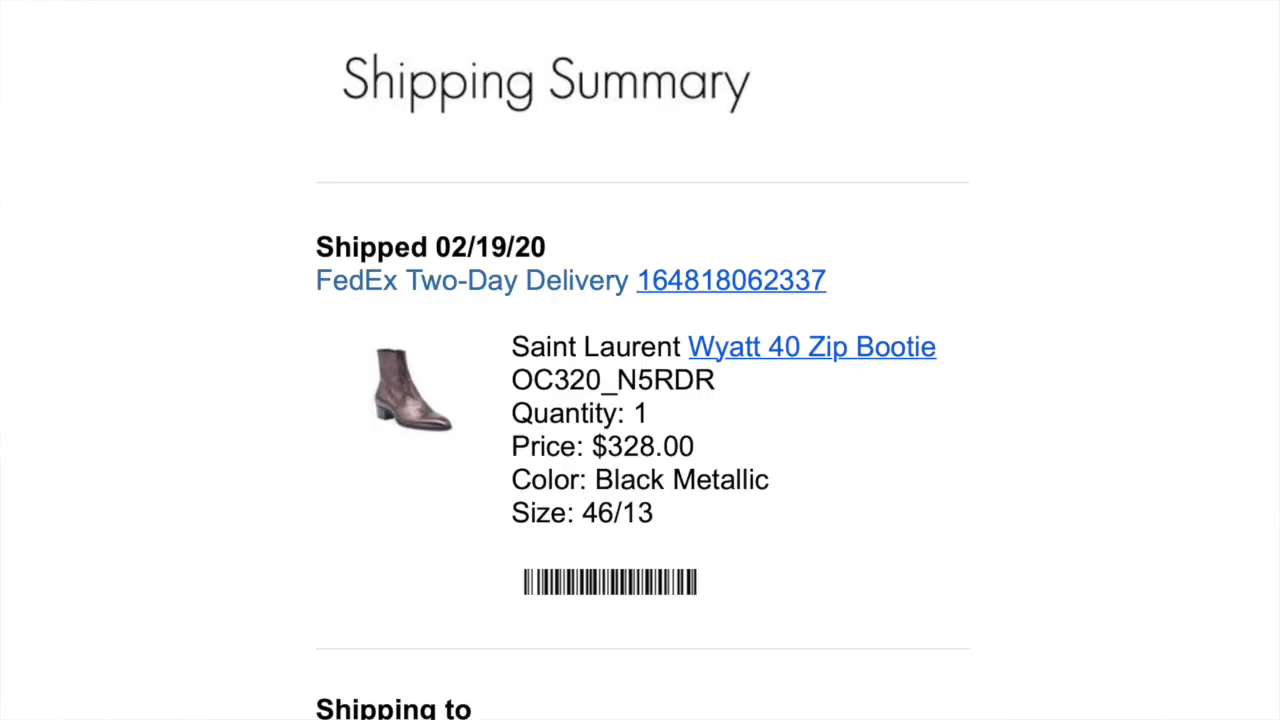 Shipping Summary
Shipped 02/19/20
FedEx Two-Day Delivery 164818062337
Saint Laurent Wyatt 40 Zip Bootie
OC320_N5RDR
Quantity: 1
Price: $328.00
Color: Black Metallic
Size: 46/13
Shipping to